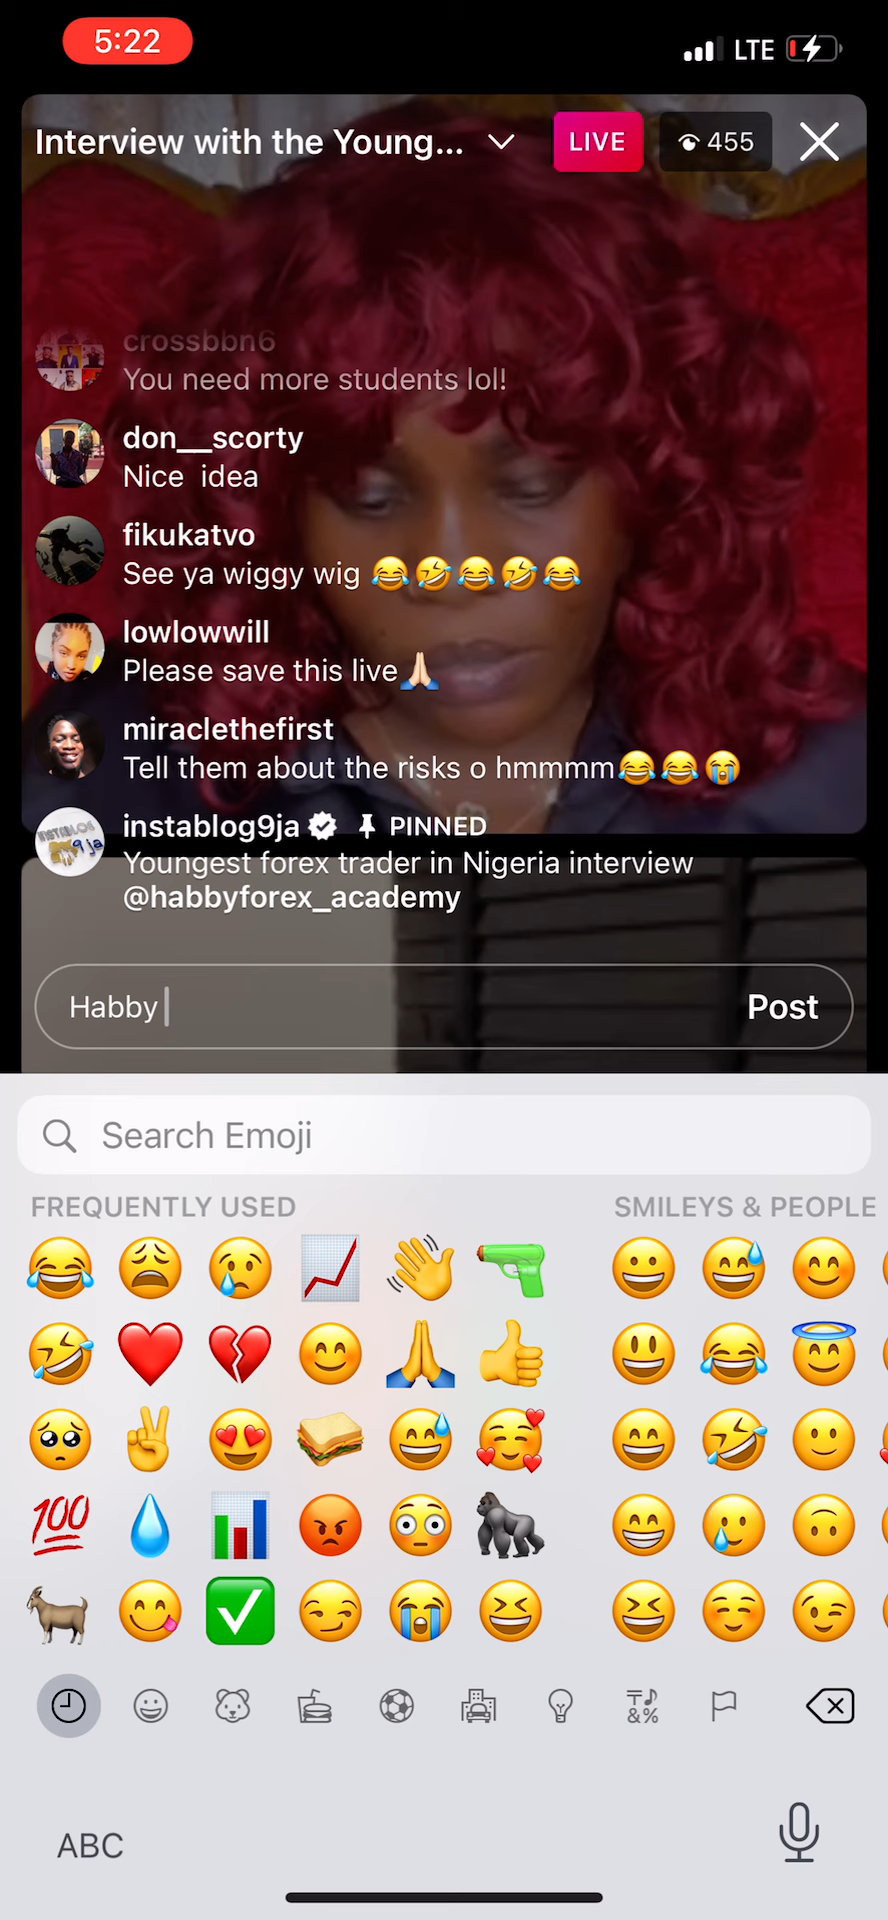 5:22
LTE
Interview with the Young...
LIVE
455
crossbbn6
You need more students lol!
don__scorty
Nice idea
fikukatvo
See ya wiggy wig 😂🤣😂🤣😂
lowlowwill
Please save this live🙏🏻
miraclethefirst
Tell them about the risks o hmmmm😂😂😭
instablog9ja PINNED
Youngest forex trader in Nigeria interview
@habbyforex_academy
Habby
Post
Search Emoji
FREQUENTLY USED
SMILEYS & PEOPLE
ABC